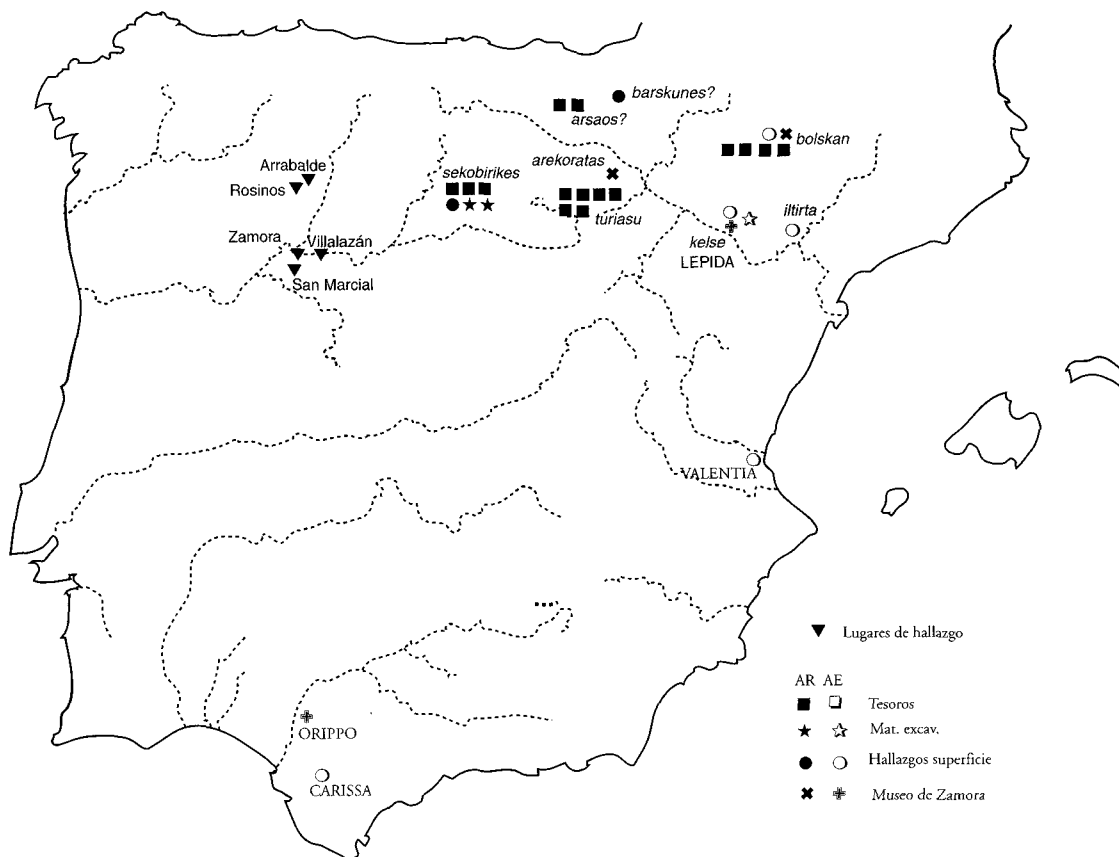 barskunes?
arsaos?
bolskan
arekoratas
Arrabalde
sekobirikes
Rosinos
iltirta
turiasu
Zamora
Villalazán
kelse
LEPIDA
San Marcial
VALENTIA
ORIPPO
CARISSA
Lugares de hallazgo
AR AE
Tesoros
Mat. excav.
Hallazgos superficie
Museo de Zamora